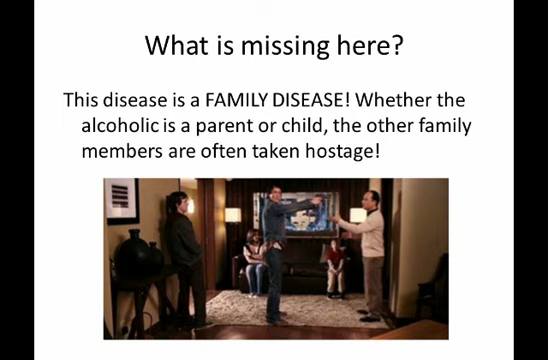 What is missing here?
This disease is a FAMILY DISEASE! Whether the
alcoholic is a parent or child, the other family
members are often taken hostage!